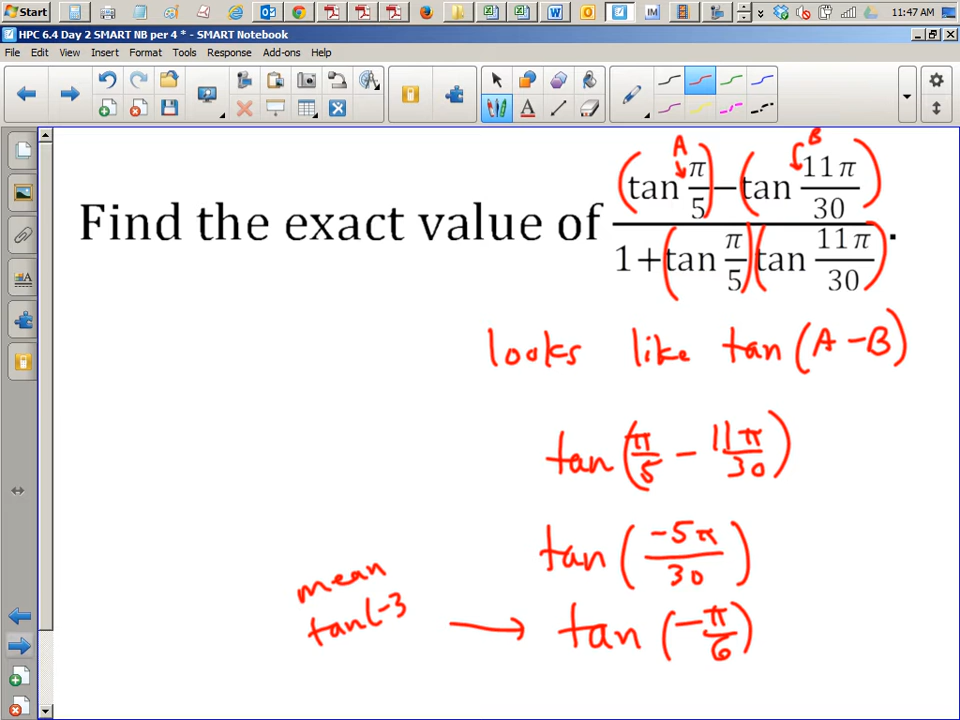 Start
11:47 AM
HPC 6.4 Day 2 SMART NB per 4 * - SMART Notebook
File Edit View Insert Format Tools Response Add-ons Help
A B
Find the exact value of (tan π/5) − (tan 11π/30)
1+(tan π/5)(tan 11π/30) .
looks like tan (A −B)
tan (π/5 − 11π/30)
tan (−5π/30)
mean
tan(−3 → tan (−π/6)